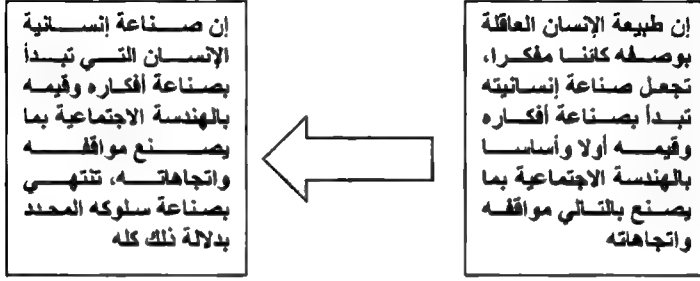 إن طبيعة الإنسان العاقلة
بوصفه كائنا مفكرا،
تجعل صناعة إنسانيته
تبدأ بصناعة أفكاره
وقيمه أولا وأساسا
بالهندسة الاجتماعية بما
يصنع بالتالي مواقفه
واتجاهاته
إن صناعة إنسانية
الإنسان التي تبدأ
بصناعة أفكاره وقيمه
بالهندسة الاجتماعية بما
يصنع مواقفه
واتجاهاته، تنتهي
بصناعة سلوكه المحدد
بدلالة ذلك كله